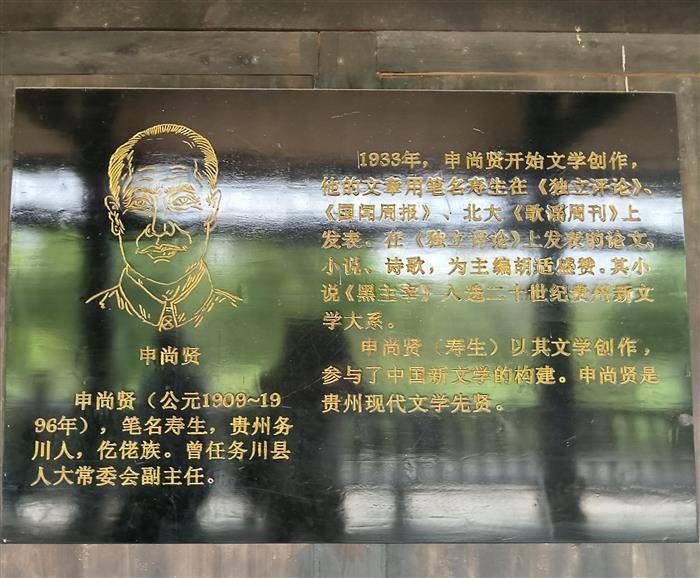 申尚贤
申尚贤（公元1909~19
96年），笔名寿生，贵州务
川人，仡佬族。曾任务川县
人大常委会副主任。
1933年，申尚贤开始文学创作，
他的文章用笔名寿生在《独立评论》、
《国闻周报》、北大《歌谣周刊》上
发表。在《独立评论》上发表的论文、
小说、诗歌，为主编胡适盛赞。其小
说《黑主宰》入选二十世纪贵州新文
学大系。
申尚贤（寿生）以其文学创作，
参与了中国新文学的构建。申尚贤是
贵州现代文学先贤。